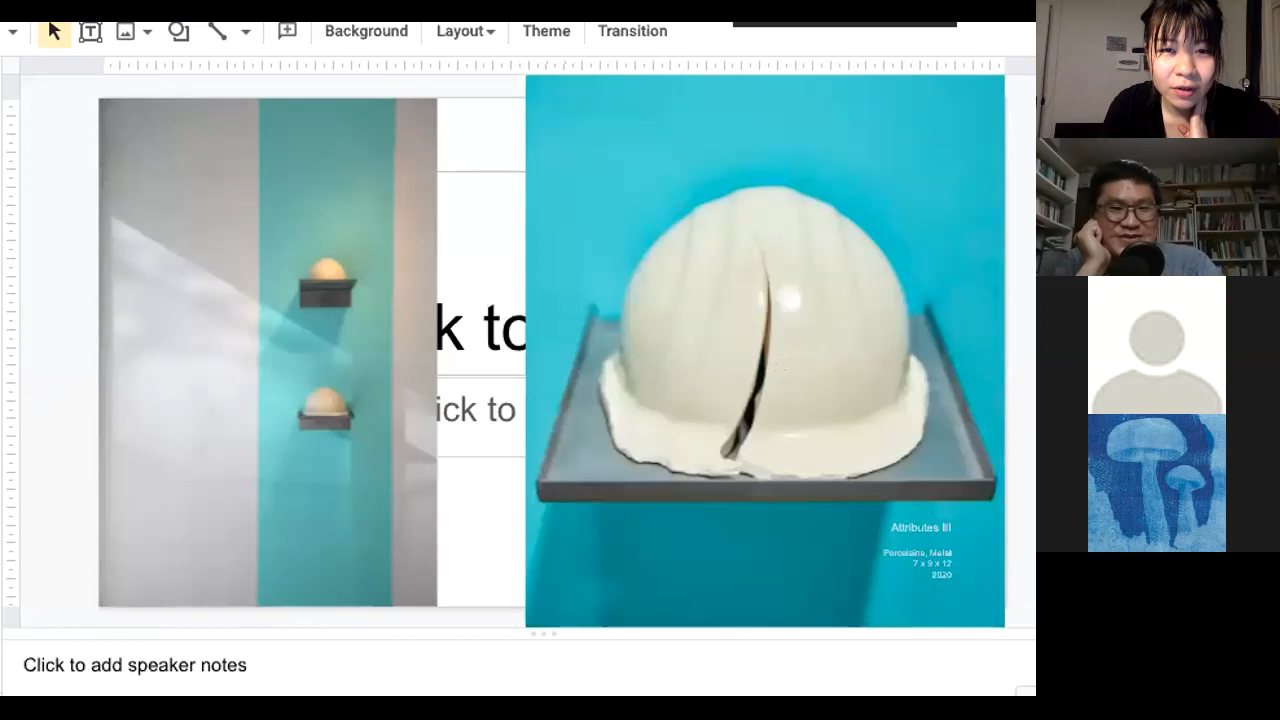 Background Layout Theme Transition
k to
ick to
Attributes III
Porcelain, Metal
7 x 9 x 12
2020
Click to add speaker notes